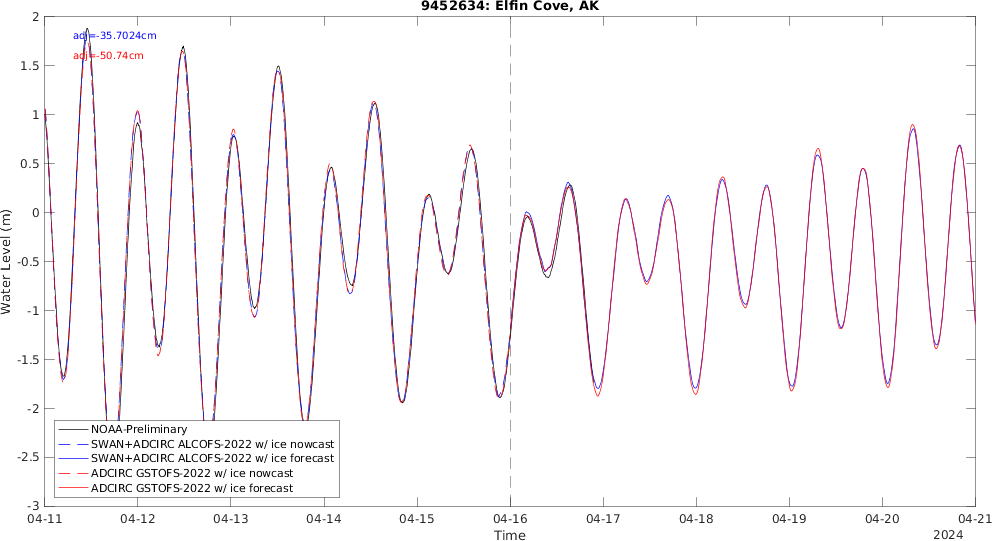 9452634: Elfin Cove, AK
adj=-35.7024cm
adj=-50.74cm
2
1.5
1
0.5
0
-0.5
-1
-1.5
-2
-2.5
-3
Water Level (m)
NOAA-Preliminary
SWAN+ADCIRC ALCOFS-2022 w/ ice nowcast
SWAN+ADCIRC ALCOFS-2022 w/ ice forecast
ADCIRC GSTOFS-2022 w/ ice nowcast
ADCIRC GSTOFS-2022 w/ ice forecast
04-11 04-12 04-13 04-14 04-15 04-16 04-17 04-18 04-19 04-20 04-21
Time
2024